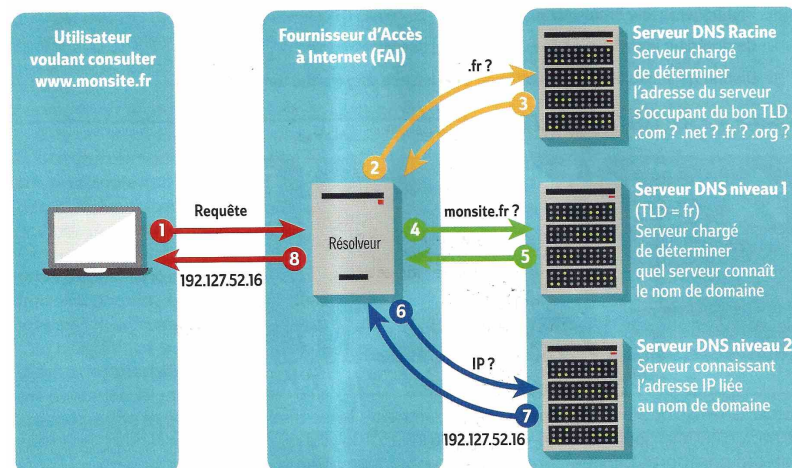 Utilisateur
voulant consulter
www.monsite.fr
Fournisseur d'Accès
à Internet (FAI)
Serveur DNS Racine
Serveur chargé
de déterminer
l'adresse du serveur
s'occupant du bon TLD
.com ? .net ? .fr ? .org ?
.fr ?
3
2
1
Requête
8
192.127.52.16
Résolveur
4
monsite.fr ?
5
Serveur DNS niveau 1
(TLD = fr)
Serveur chargé
de déterminer
quel serveur connaît
le nom de domaine
6
IP ?
7
192.127.52.16
Serveur DNS niveau 2
Serveur connaissant
l'adresse IP liée
au nom de domaine